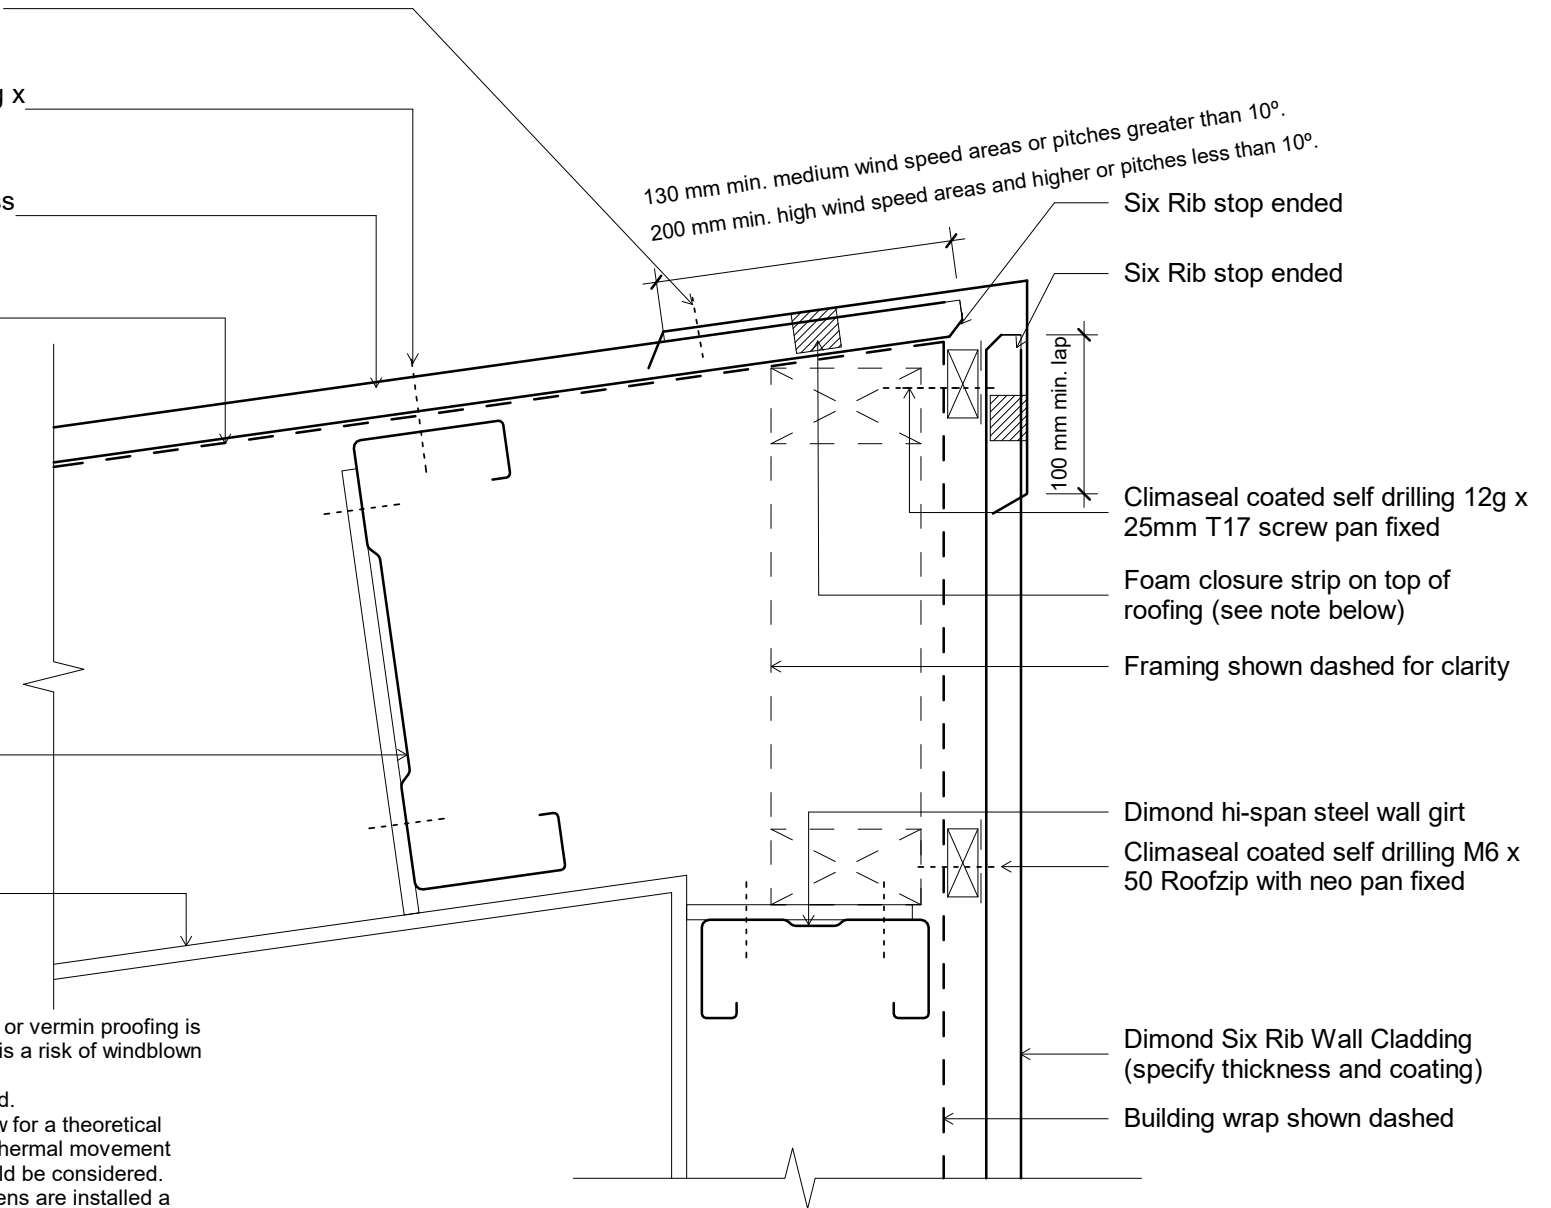 g x
ss
130 mm min. medium wind speed areas or pitches greater than 10º.
200 mm min. high wind speed areas and higher or pitches less than 10º.
Six Rib stop ended
Six Rib stop ended
100 mm min. lap
Climaseal coated self drilling 12g x
25mm T17 screw pan fixed
Foam closure strip on top of
roofing (see note below)
Framing shown dashed for clarity
Dimond hi-span steel wall girt
Climaseal coated self drilling M6 x
50 Roofzip with neo pan fixed
Dimond Six Rib Wall Cladding
(specify thickness and coating)
Building wrap shown dashed
or vermin proofing is
is a risk of windblown
d.
w for a theoretical
hermal movement
ld be considered.
ens are installed a